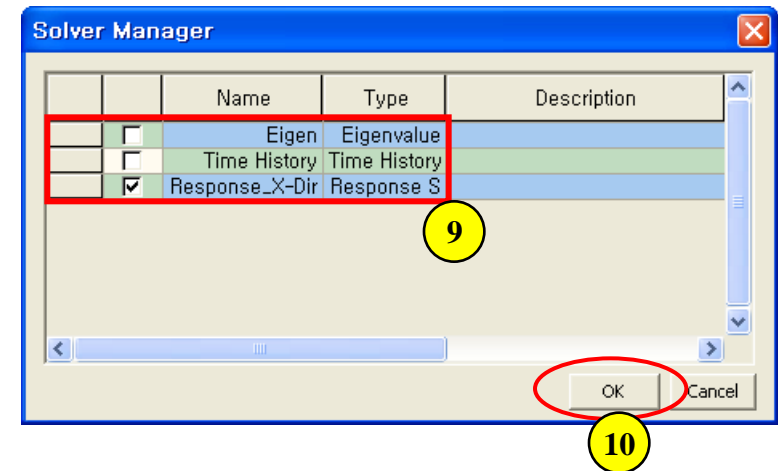 Solver Manager
Name Type Description
Eigen Eigenvalue
Time History Time History
Response_X-Dir Response S
9
OK Cancel
10